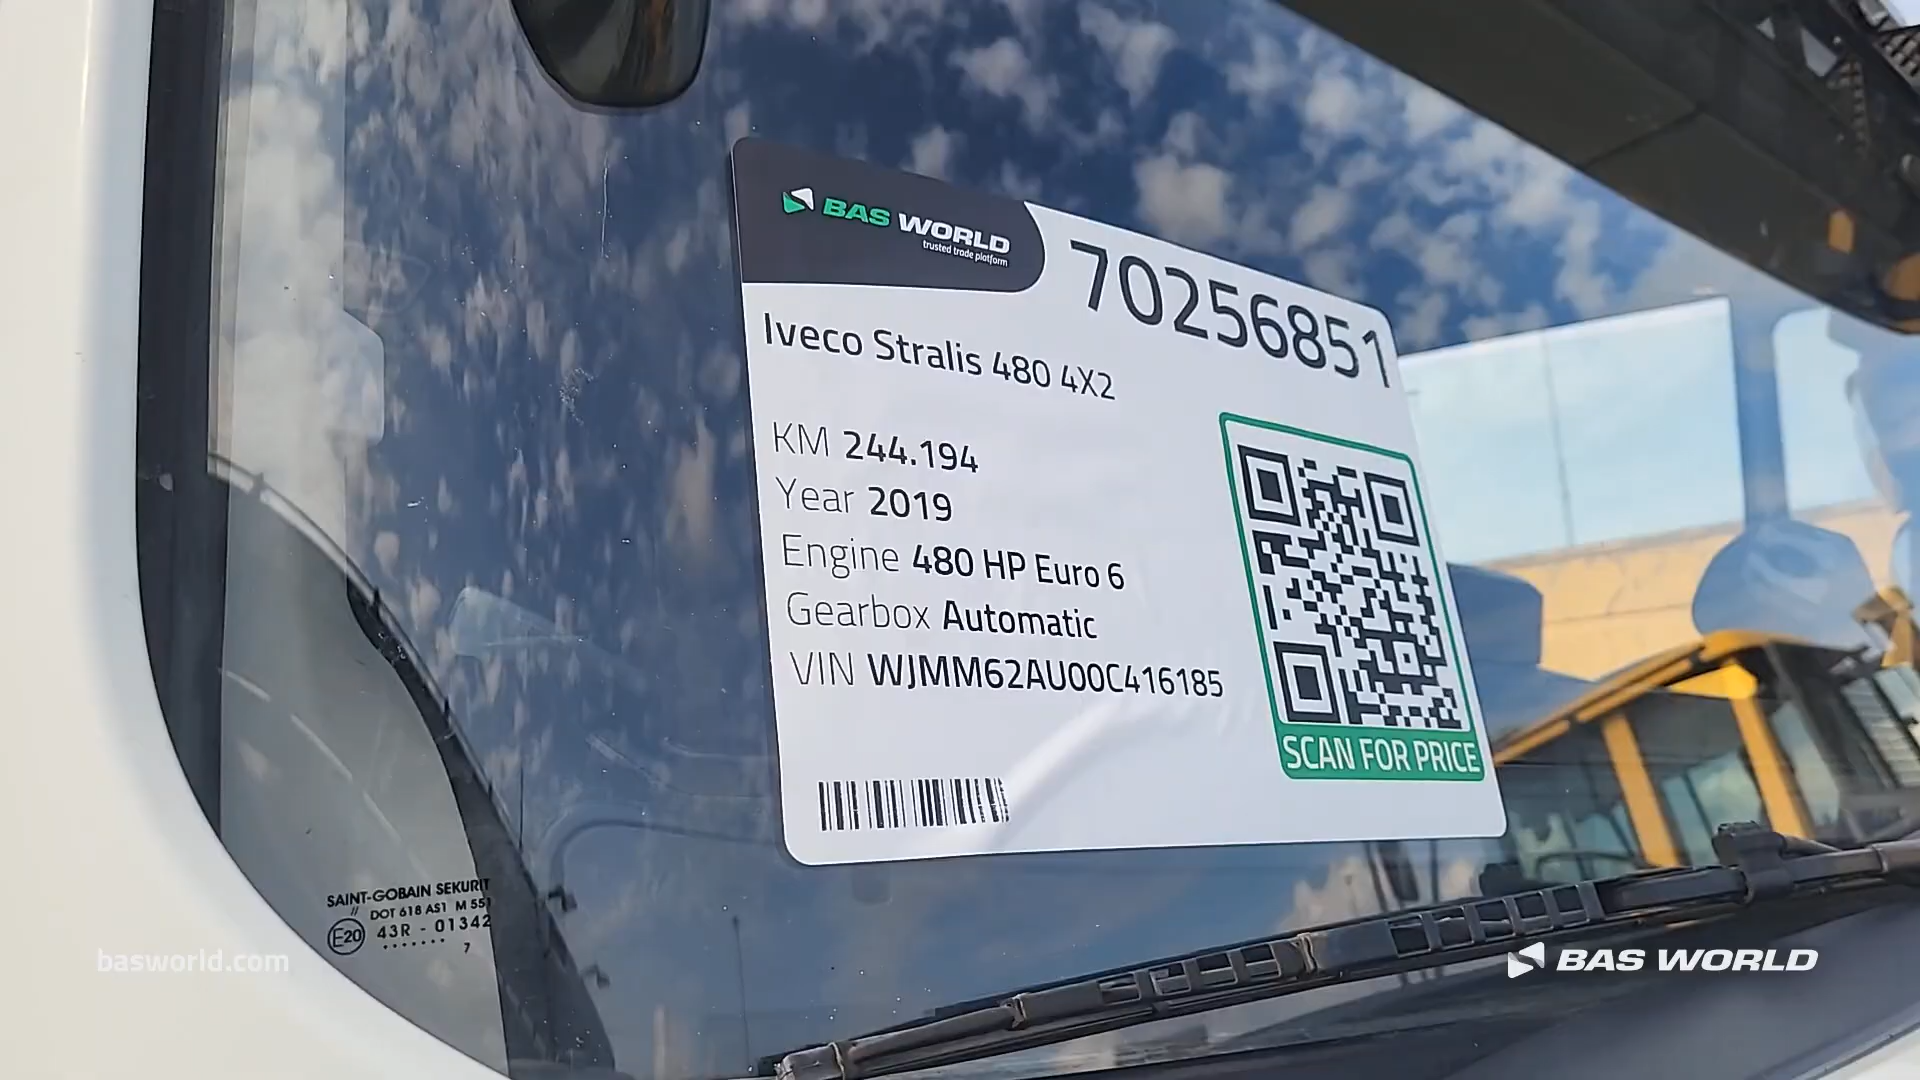 BAS WORLD
trusted trade platform
70256851
Iveco Stralis 480 4X2
KM 244.194
Year 2019
Engine 480 HP Euro 6
Gearbox Automatic
VIN WJMM62AU00C416185
SCAN FOR PRICE
SAINT-GOBAIN SEKURIT
// DOT 618 AS1 M 551
E20 43R - 01342
....... 7
basworld.com
BAS WORLD